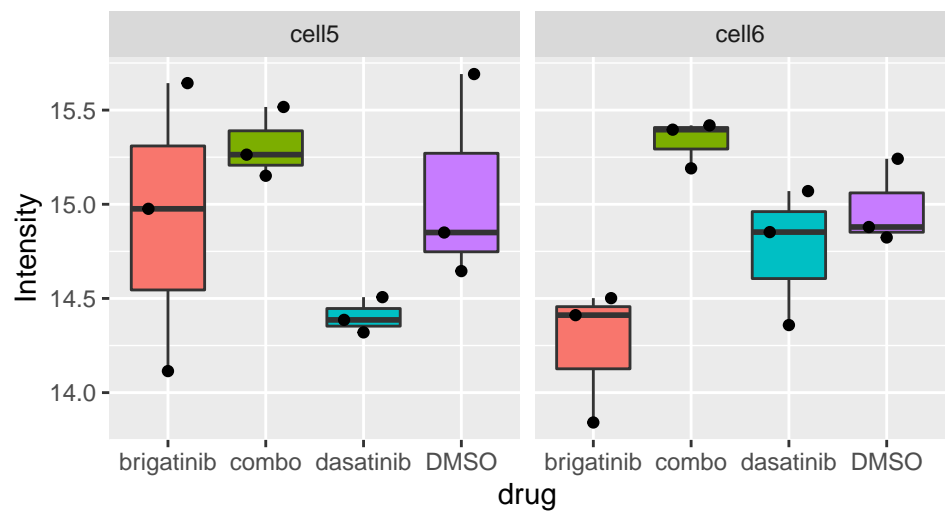 cell5 cell6
15.5
15.0
14.5
14.0
Intensity
brigatinib combo dasatinib DMSO brigatinib combo dasatinib DMSO
drug